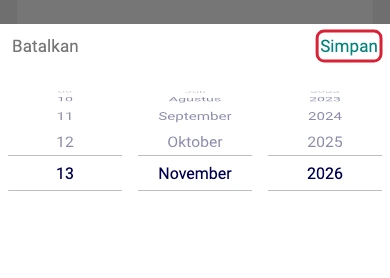 Batalkan Simpan
10 Agustus 2023
11 September 2024
12 Oktober 2025
13 November 2026